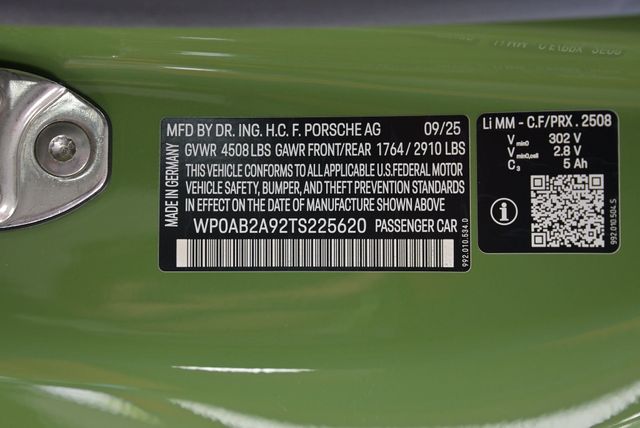 MFD BY DR. ING. H.C. F. PORSCHE AG 09/25
GVWR 4508 LBS GAWR FRONT/REAR 1764 / 2910 LBS
THIS VEHICLE CONFORMS TO ALL APPLICABLE U.S.FEDERAL MOTOR
VEHICLE SAFETY, BUMPER, AND THEFT PREVENTION STANDARDS
IN EFFECT ON THE DATE OF MANUFACTURE SHOWN ABOVE
WP0AB2A92TS225620 PASSENGER CAR
MADE IN GERMANY
992.010.534.0
Li MM - C.F/PRX . 2508
Vmin0 302 V
Vmin0,cell 2.8 V
C3 5 Ah
i
992 010 504 S